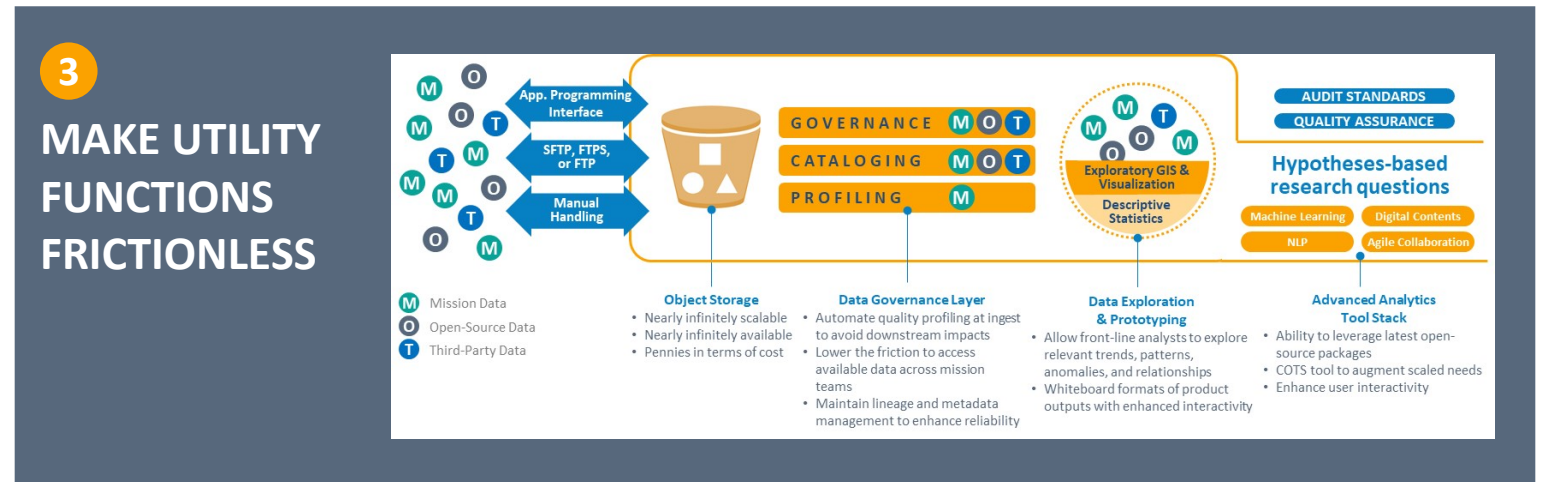 3
MAKE UTILITY
FUNCTIONS
FRICTIONLESS
M
O
M
O
T
M
T
M
M
M
O
T
O
M
App. Programming
Interface
SFTP, FTPS,
or FTP
Manual
Handling
GOVERNANCE M O T
CATALOGING M O T
PROFILING M
M
T
M
O
M
O
Exploratory GIS &
Visualization
Descriptive
Statistics
AUDIT STANDARDS
QUALITY ASSURANCE
Hypotheses-based
research questions
Machine Learning
Digital Contents
NLP
Agile Collaboration
M Mission Data
O Open-Source Data
T Third-Party Data
Object Storage
• Nearly infinitely scalable
• Nearly infinitely available
• Pennies in terms of cost
Data Governance Layer
• Automate quality profiling at ingest
to avoid downstream impacts
• Lower the friction to access
available data across mission
teams
• Maintain lineage and metadata
management to enhance reliability
Data Exploration
& Prototyping
• Allow front-line analysts to explore
relevant trends, patterns,
anomalies, and relationships
• Whiteboard formats of product
outputs with enhanced interactivity
Advanced Analytics
Tool Stack
• Ability to leverage latest open-
source packages
• COTS tool to augment scaled needs
• Enhance user interactivity